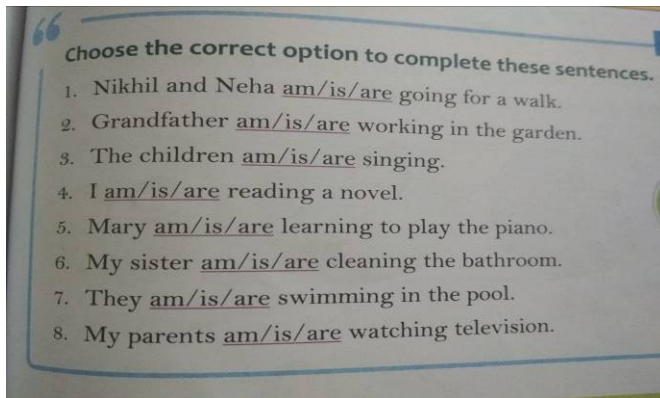 Choose the correct option to complete these sentences.
1. Nikhil and Neha am/is/are going for a walk.
2. Grandfather am/is/are working in the garden.
3. The children am/is/are singing.
4. I am/is/are reading a novel.
5. Mary am/is/are learning to play the piano.
6. My sister am/is/are cleaning the bathroom.
7. They am/is/are swimming in the pool.
8. My parents am/is/are watching television.